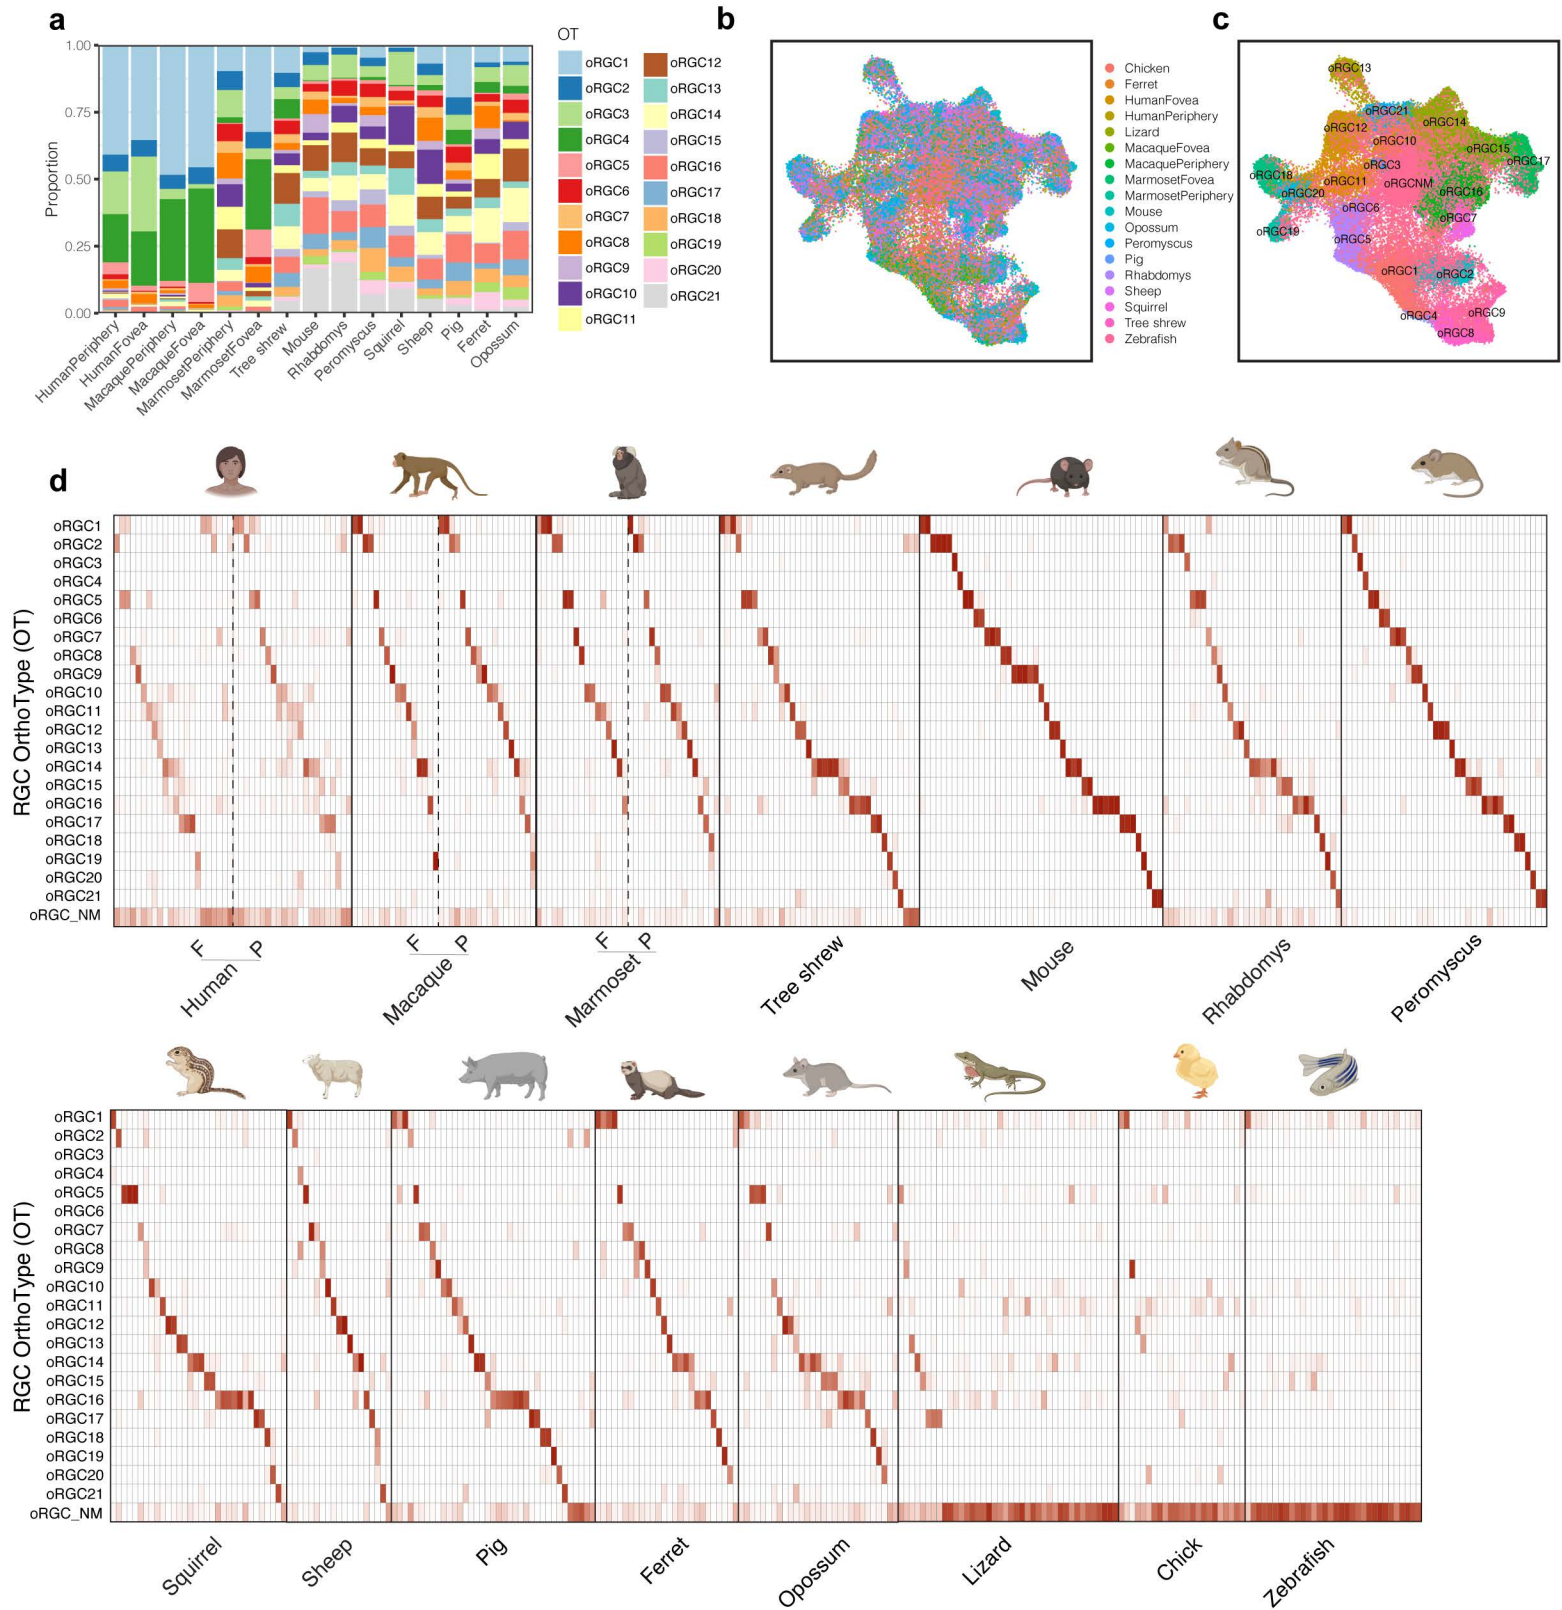 a
OT
1.00
0.75
0.50
0.25
0.00
Proportion
HumanPeriphery
HumanFovea
MacaquePeriphery
MacaqueFovea
MarmosetPeriphery
MarmosetFovea
Tree shrew
Mouse
Rhabdomys
Peromyscus
Squirrel
Sheep
Pig
Ferret
Opossum
oRGC1
oRGC2
oRGC3
oRGC4
oRGC5
oRGC6
oRGC7
oRGC8
oRGC9
oRGC10
oRGC11
oRGC12
oRGC13
oRGC14
oRGC15
oRGC16
oRGC17
oRGC18
oRGC19
oRGC20
oRGC21
b
Chicken
Ferret
HumanFovea
HumanPeriphery
Lizard
MacaqueFovea
MacaquePeriphery
MarmosetFovea
MarmosetPeriphery
Mouse
Opossum
Peromyscus
Pig
Rhabdomys
Sheep
Squirrel
Tree shrew
Zebrafish
c
oRGC13
oRGC21
oRGC12
oRGC14
oRGC10
oRGC15
oRGC3
oRGC17
oRGC18
oRGC11
oRGCNM
oRGC20
oRGC16
oRGC6
oRGC7
oRGC19
oRGC5
oRGC1
oRGC2
oRGC4
oRGC9
oRGC8
d
RGC OrthoType (OT)
oRGC1
oRGC2
oRGC3
oRGC4
oRGC5
oRGC6
oRGC7
oRGC8
oRGC9
oRGC10
oRGC11
oRGC12
oRGC13
oRGC14
oRGC15
oRGC16
oRGC17
oRGC18
oRGC19
oRGC20
oRGC21
oRGC_NM
F P
Human
F P
Macaque
F P
Marmoset
Tree shrew
Mouse
Rhabdomys
Peromyscus
RGC OrthoType (OT)
oRGC1
oRGC2
oRGC3
oRGC4
oRGC5
oRGC6
oRGC7
oRGC8
oRGC9
oRGC10
oRGC11
oRGC12
oRGC13
oRGC14
oRGC15
oRGC16
oRGC17
oRGC18
oRGC19
oRGC20
oRGC21
oRGC_NM
Squirrel
Sheep
Pig
Ferret
Opossum
Lizard
Chick
Zebrafish